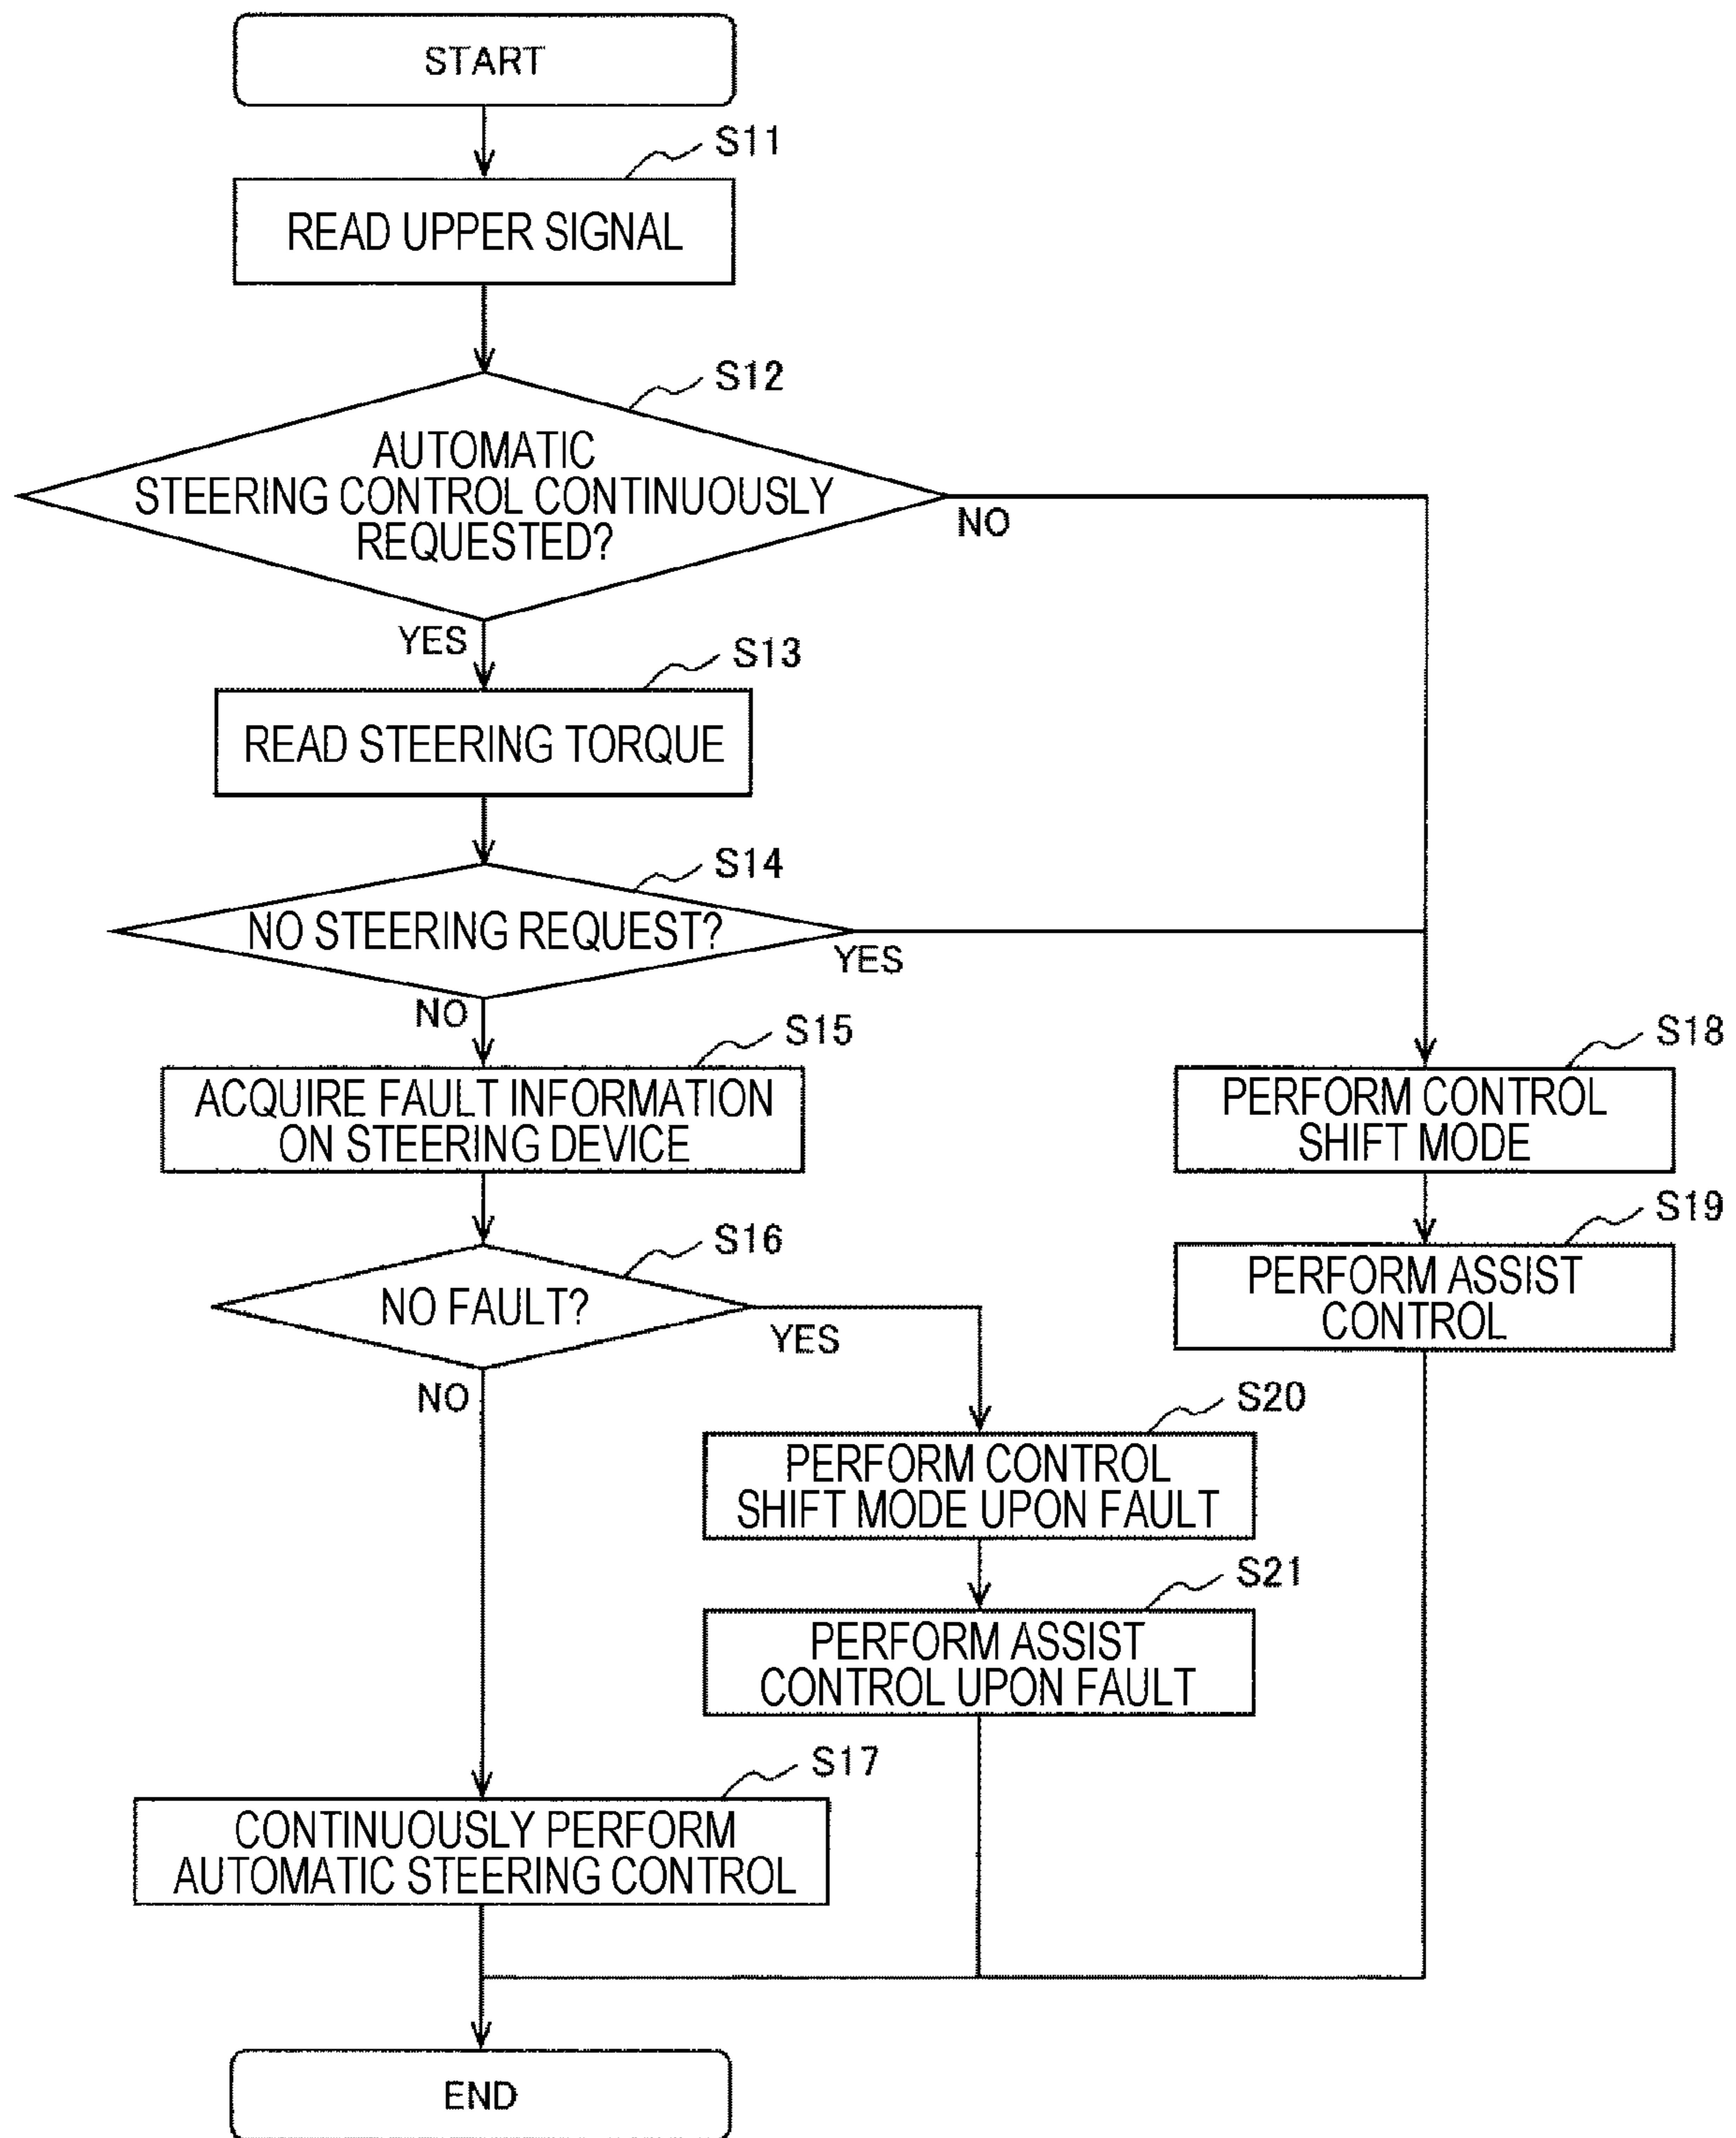 START
S11
READ UPPER SIGNAL
S12
AUTOMATIC
STEERING CONTROL CONTINUOUSLY
REQUESTED?
NO
YES
S13
READ STEERING TORQUE
S14
NO STEERING REQUEST?
YES
NO
S15
ACQUIRE FAULT INFORMATION
ON STEERING DEVICE
S18
PERFORM CONTROL
SHIFT MODE
S16
NO FAULT?
YES
NO
S19
PERFORM ASSIST
CONTROL
S20
PERFORM CONTROL
SHIFT MODE UPON FAULT
S21
PERFORM ASSIST
CONTROL UPON FAULT
S17
CONTINUOUSLY PERFORM
AUTOMATIC STEERING CONTROL
END